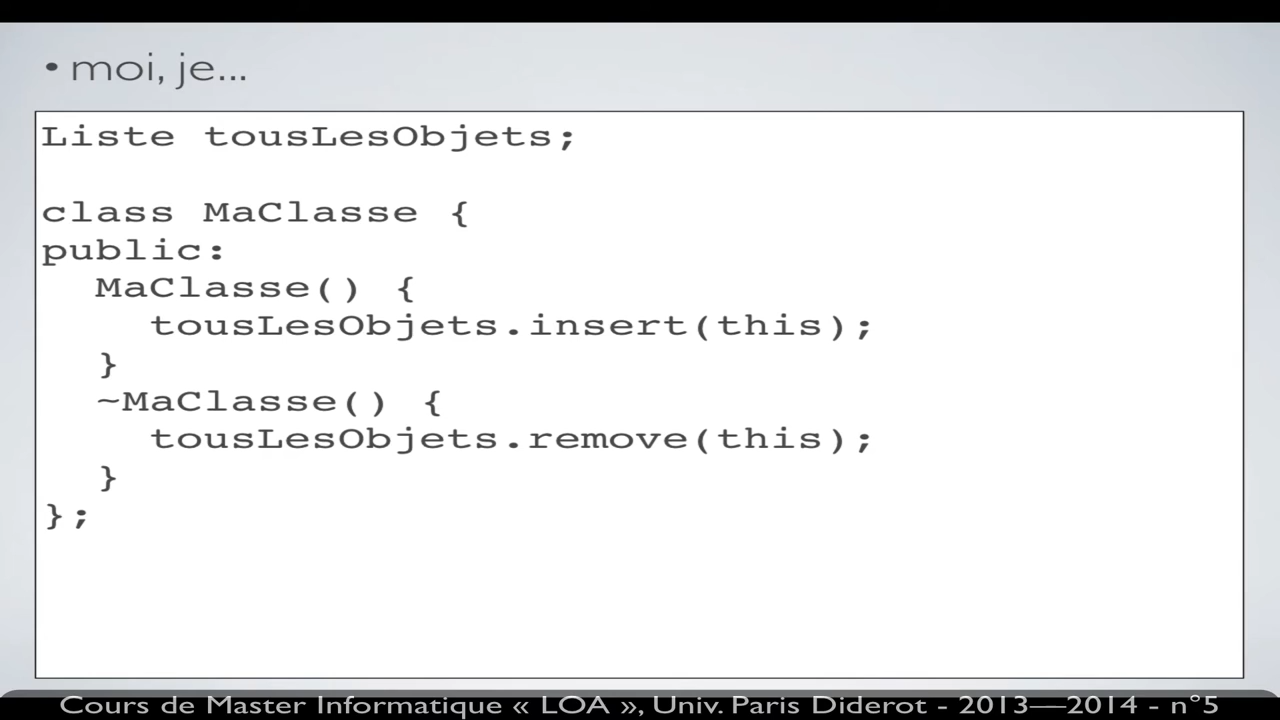 • moi, je...
Liste tousLesObjets;
class MaClasse {
public:
MaClasse() {
tousLesObjets.insert(this);
}
~MaClasse() {
tousLesObjets.remove(this);
}
};
Cours de Master Informatique « LOA », Univ. Paris Diderot - 2013—2014 - n°5